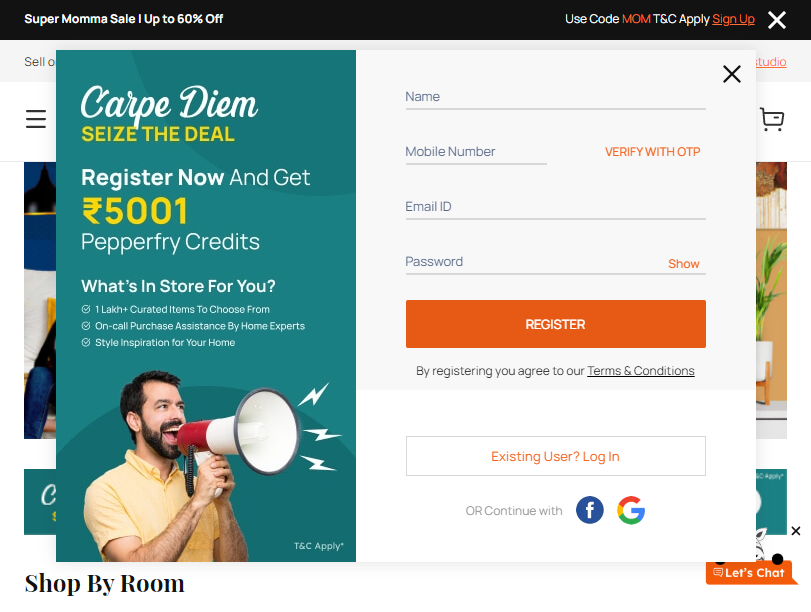 Super Momma Sale | Up to 60% Off
Use Code MOM T&C Apply Sign Up
Sell o
studio
Carpe Diem
SEIZE THE DEAL
Register Now And Get
₹5001
Pepperfry Credits
What's In Store For You?
1 Lakh+ Curated Items To Choose From
On-call Purchase Assistance By Home Experts
Style Inspiration for Your Home
T&C Apply*
Name
Mobile Number
VERIFY WITH OTP
Email ID
Password
Show
REGISTER
By registering you agree to our Terms & Conditions
Existing User? Log In
OR Continue with
C
S
&C Apply*
Let's Chat
Shop By Room